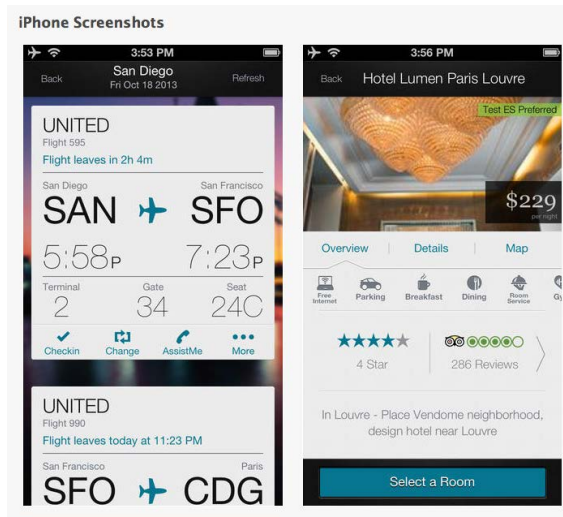 iPhone Screenshots
3:53 PM
Back
San Diego
Fri Oct 18 2013
Refresh
UNITED
Flight 595
Flight leaves in 2h 4m
San Diego
San Francisco
SAN
SFO
5:58P
7:23P
Terminal
Gate
Seat
2
34
24C
Checkin
Change
AssistMe
More
UNITED
Flight 990
Flight leaves today at 11:23 PM
San Francisco
Paris
SFO
CDG
3:56 PM
Back
Hotel Lumen Paris Louvre
Test ES Preferred
$229
per night
Overview
Details
Map
Free
Internet
Parking
Breakfast
Dining
Room
Service
Gy
4 Star
286 Reviews
In Louvre - Place Vendome neighborhood,
design hotel near Louvre
Select a Room